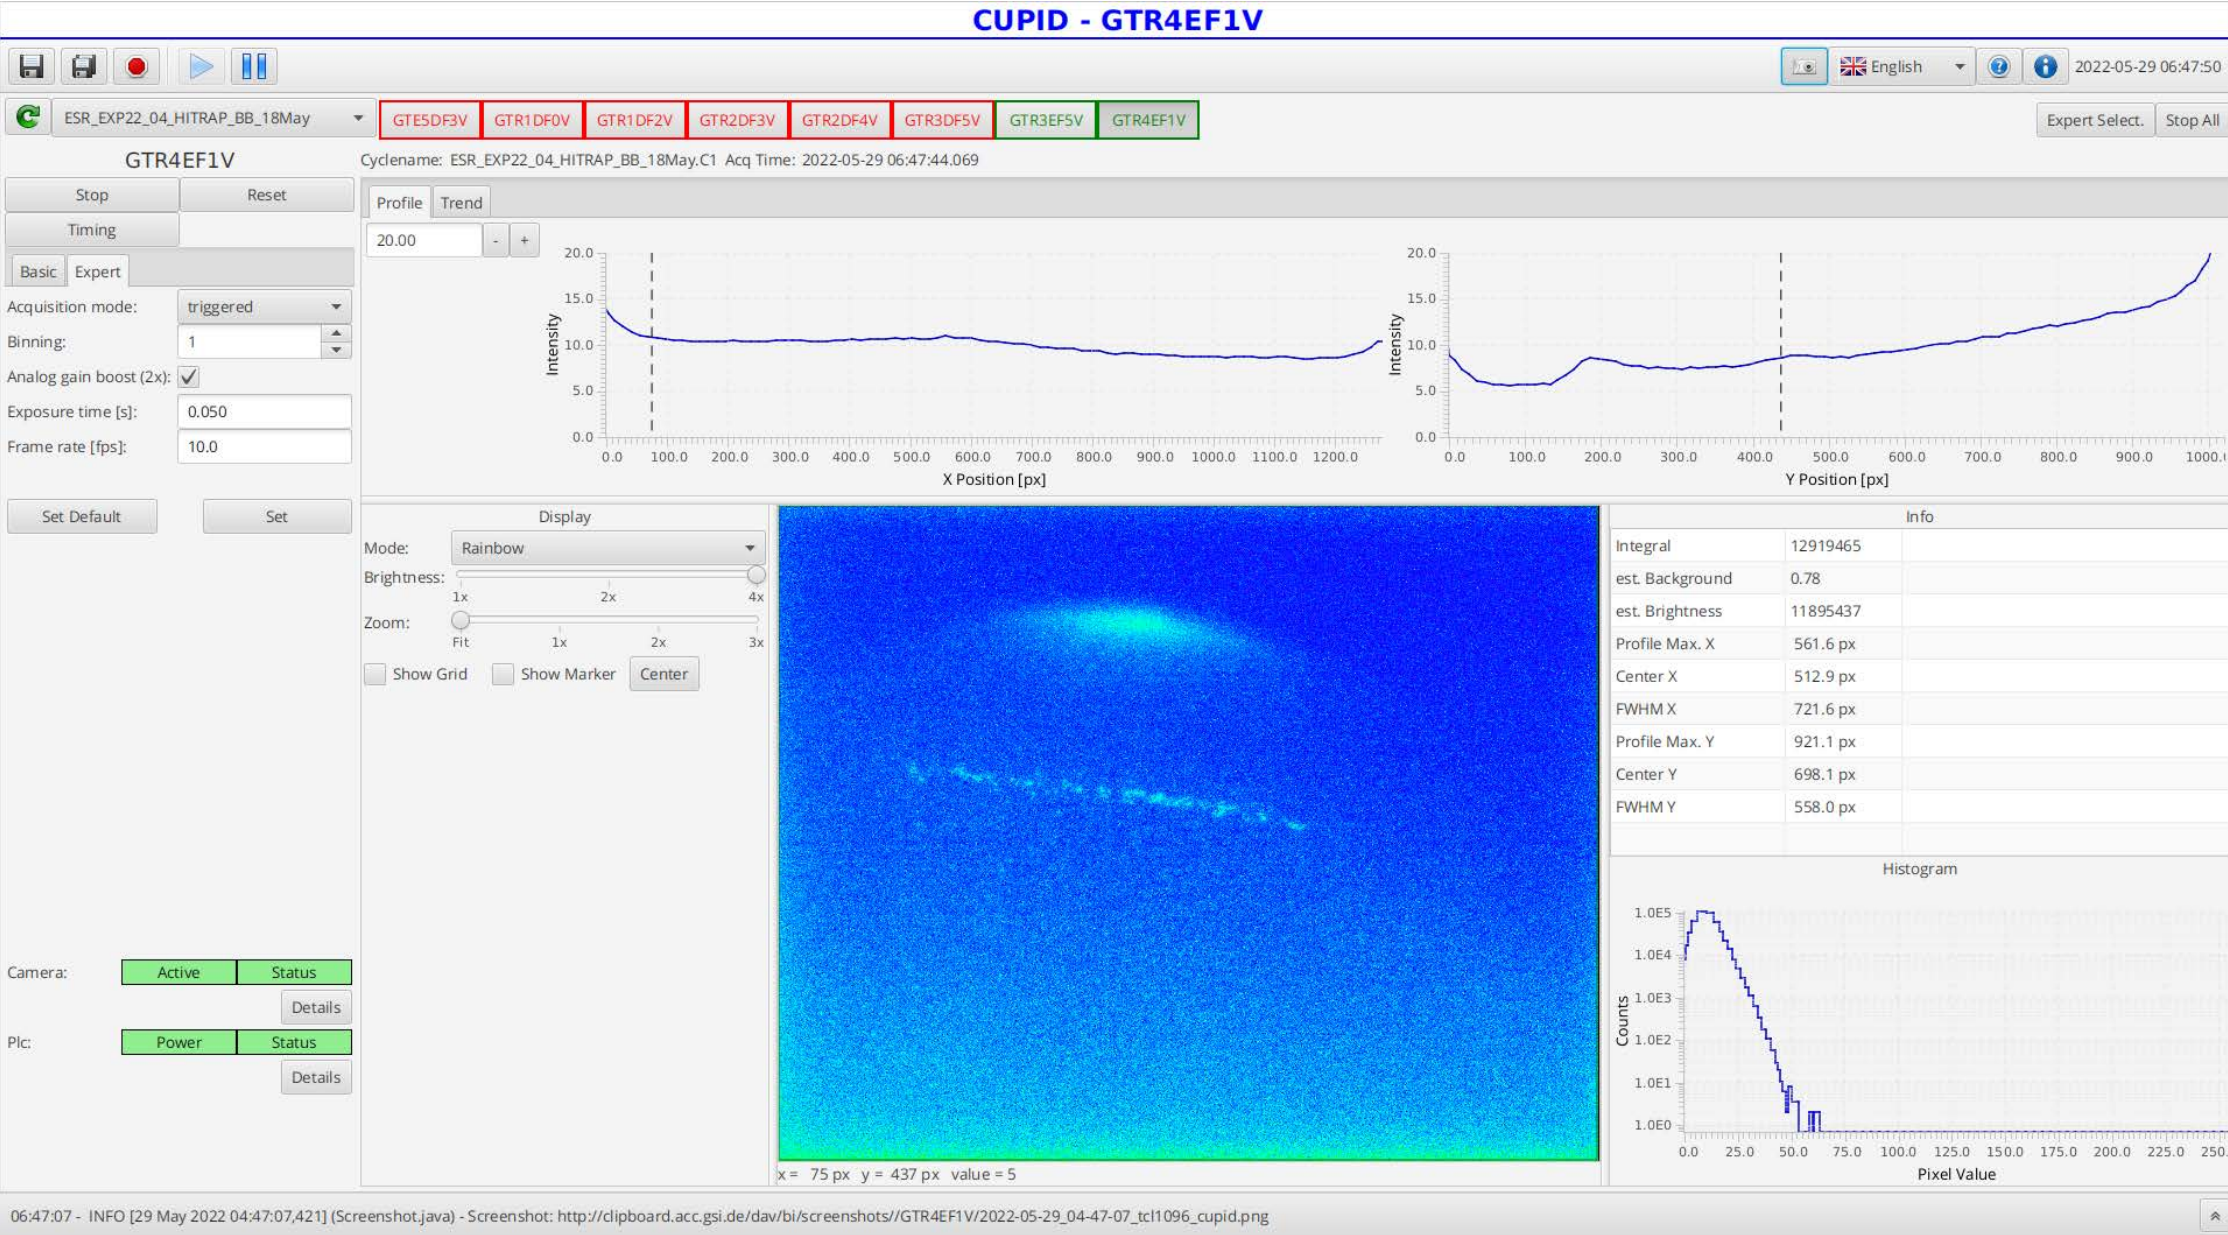 CUPID - GTR4EF1V
English 2022-05-29 06:47:50
ESR_EXP22_04_HITRAP_BB_18May GTE5DF3V GTR1DF0V GTR1DF2V GTR2DF3V GTR2DF4V GTR3DF5V GTR3EF5V GTR4EF1V Expert Select. Stop All
GTR4EF1V
Cyclename: ESR_EXP22_04_HITRAP_BB_18May.C1 Acq Time: 2022-05-29 06:47:44.069
Stop Reset
Timing
Basic Expert
Acquisition mode: triggered
Binning: 1
Analog gain boost (2x):
Exposure time [s]: 0.050
Frame rate [fps]: 10.0
Set Default Set
Camera: Active Status
Details
Plc: Power Status
Details
Profile Trend
20.00 - +
20.0
15.0
10.0
5.0
0.0
Intensity
0.0 100.0 200.0 300.0 400.0 500.0 600.0 700.0 800.0 900.0 1000.0 1100.0 1200.0
X Position [px]
20.0
15.0
10.0
5.0
0.0
Intensity
0.0 100.0 200.0 300.0 400.0 500.0 600.0 700.0 800.0 900.0 1000.
Y Position [px]
Display
Mode: Rainbow
Brightness:
1x 2x 4x
Zoom:
Fit 1x 2x 3x
Show Grid Show Marker Center
x = 75 px y = 437 px value = 5
Info
Integral 12919465
est. Background 0.78
est. Brightness 11895437
Profile Max. X 561.6 px
Center X 512.9 px
FWHM X 721.6 px
Profile Max. Y 921.1 px
Center Y 698.1 px
FWHM Y 558.0 px
Histogram
1.0E5
1.0E4
1.0E3
1.0E2
1.0E1
1.0E0
Counts
0.0 25.0 50.0 75.0 100.0 125.0 150.0 175.0 200.0 225.0 250.
Pixel Value
06:47:07 - INFO [29 May 2022 04:47:07,421] (Screenshot.java) - Screenshot: http://clipboard.acc.gsi.de/dav/bi/screenshots//GTR4EF1V/2022-05-29_04-47-07_tcl1096_cupid.png